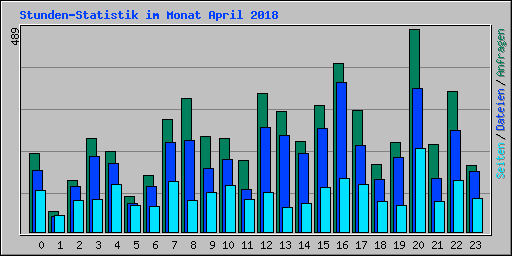 Stunden-Statistik im Monat April 2018
489
Seiten / Dateien / Anfragen
0 1 2 3 4 5 6 7 8 9 10 11 12 13 14 15 16 17 18 19 20 21 22 23